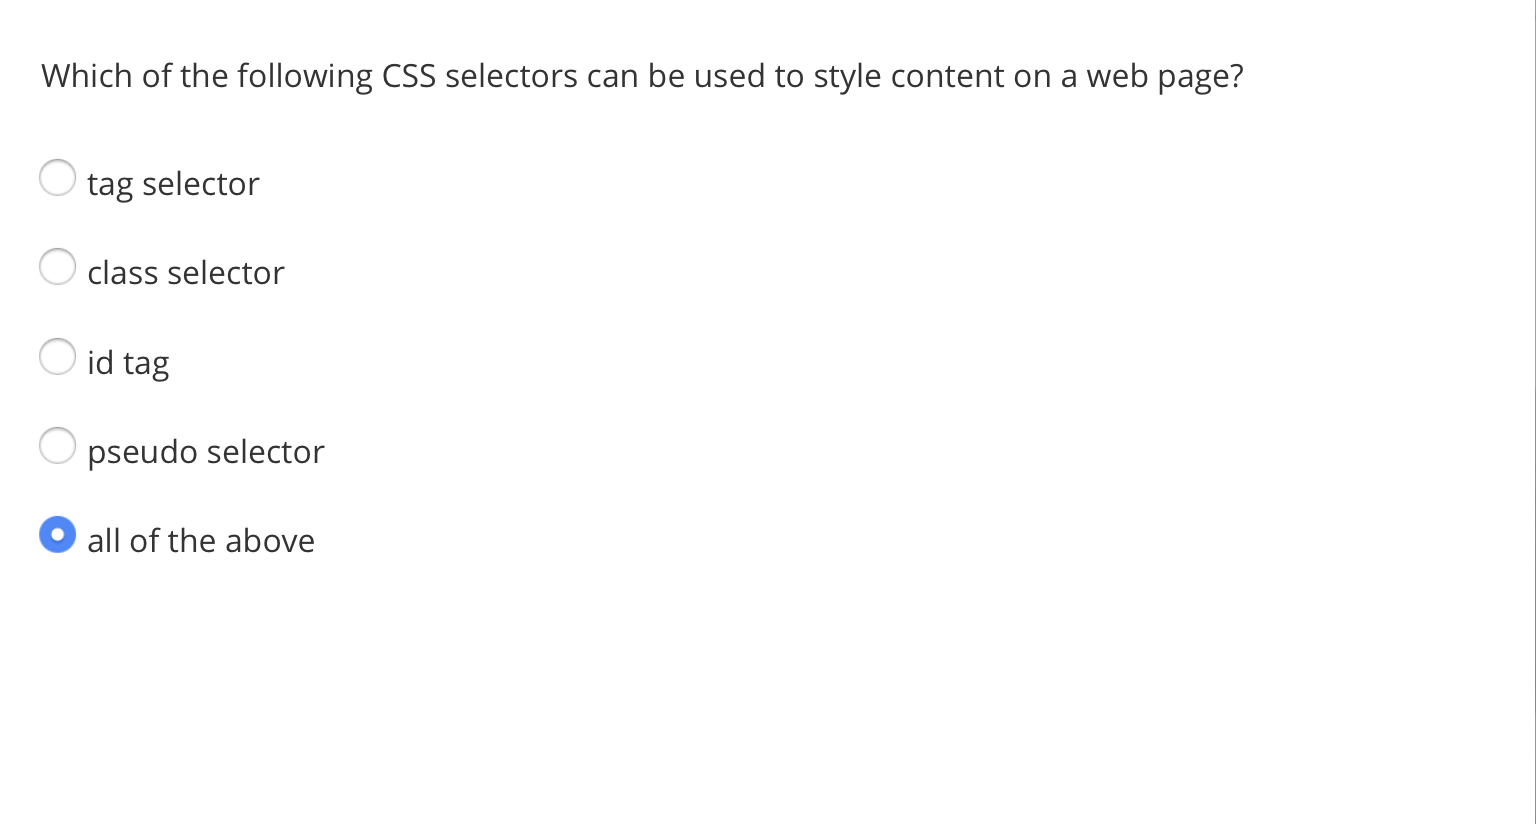 Which of the following CSS selectors can be used to style content on a web page?
tag selector
class selector
id tag
pseudo selector
all of the above